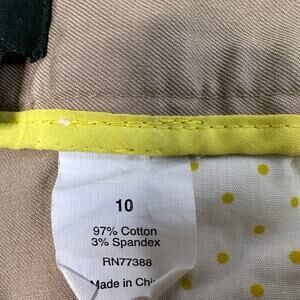 10
97% Cotton
3% Spandex
RN77388
Made in Chi